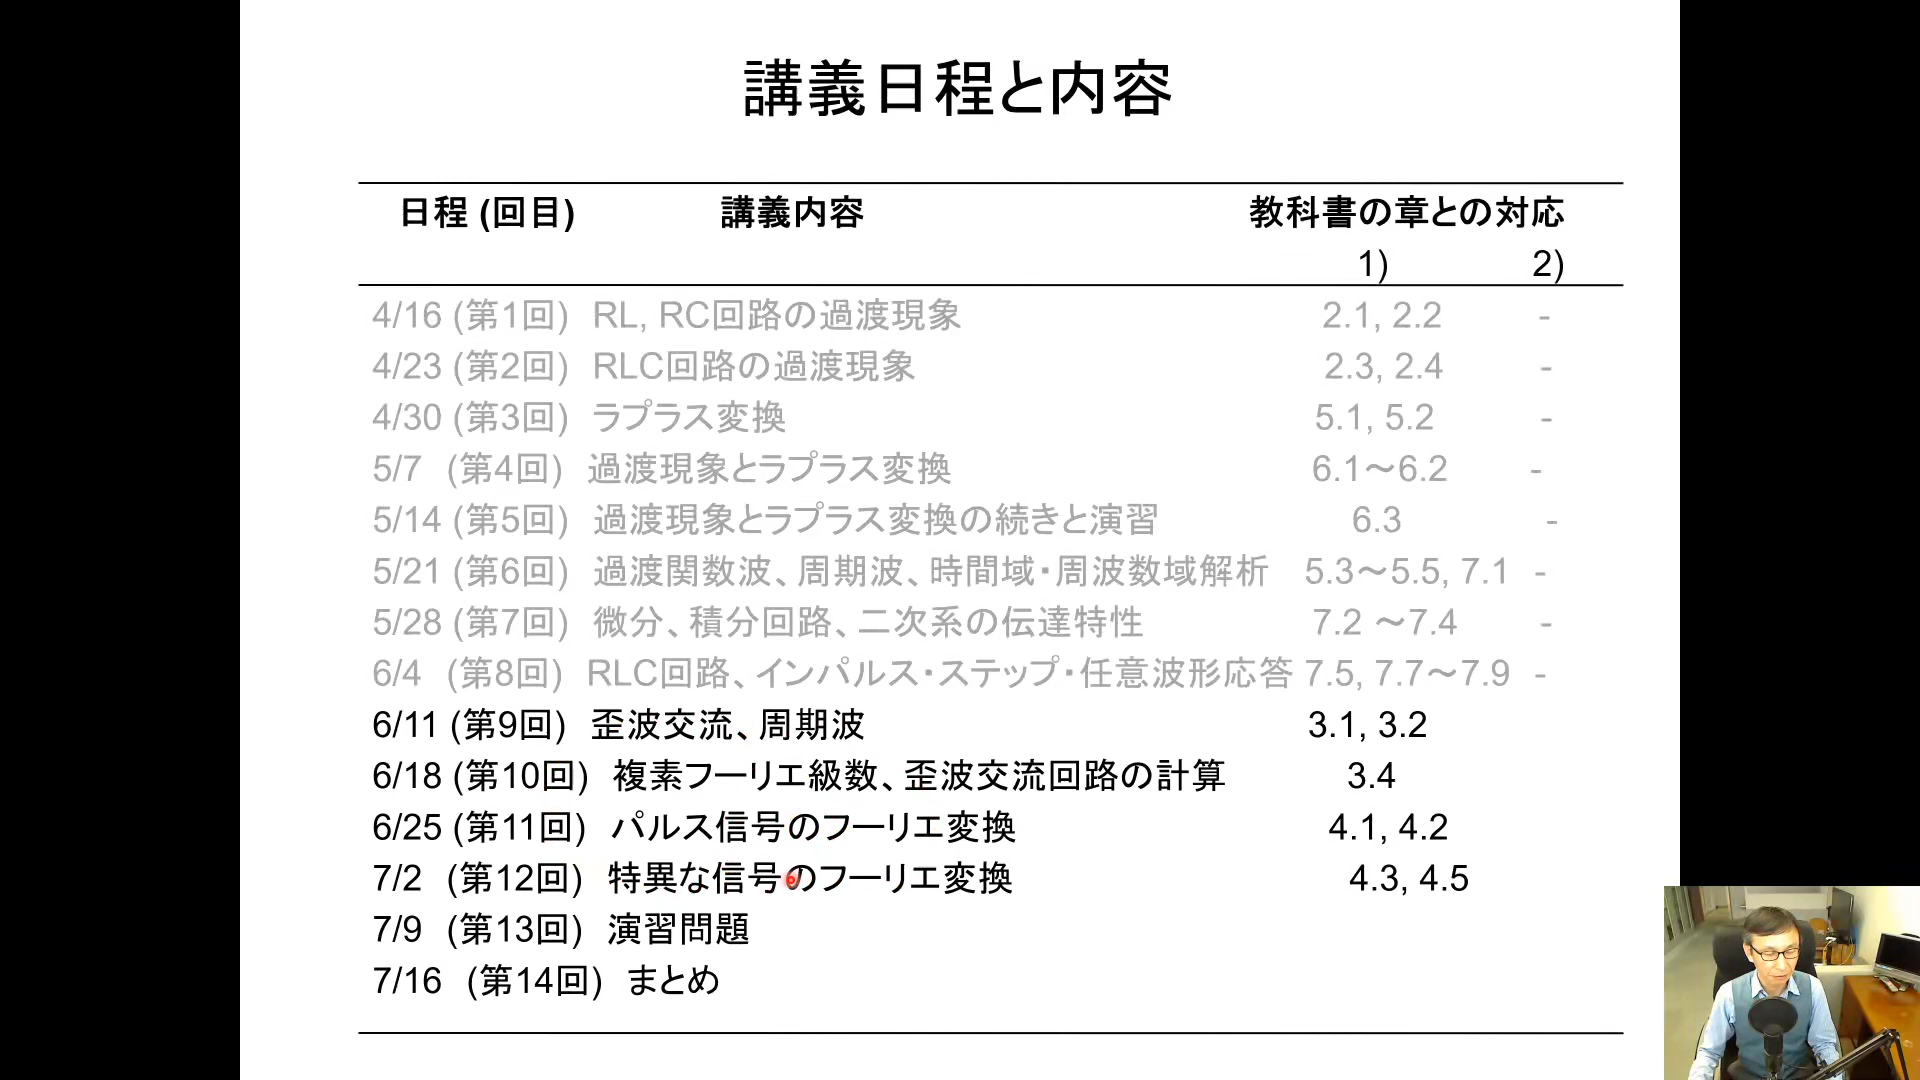 講義日程と内容
日程 (回目) 講義内容 教科書の章との対応
1) 2)
4/16 (第1回) RL, RC回路の過渡現象 2.1, 2.2 -
4/23 (第2回) RLC回路の過渡現象 2.3, 2.4 -
4/30 (第3回) ラプラス変換 5.1, 5.2 -
5/7 (第4回) 過渡現象とラプラス変換 6.1～6.2 -
5/14 (第5回) 過渡現象とラプラス変換の続きと演習 6.3 -
5/21 (第6回) 過渡関数波、周期波、時間域・周波数域解析 5.3～5.5, 7.1 -
5/28 (第7回) 微分、積分回路、二次系の伝達特性 7.2 ～7.4 -
6/4 (第8回) RLC回路、インパルス・ステップ・任意波形応答 7.5, 7.7～7.9 -
6/11 (第9回) 歪波交流、周期波 3.1, 3.2
6/18 (第10回) 複素フーリエ級数、歪波交流回路の計算 3.4
6/25 (第11回) パルス信号のフーリエ変換 4.1, 4.2
7/2 (第12回) 特異な信号のフーリエ変換 4.3, 4.5
7/9 (第13回) 演習問題
7/16 (第14回) まとめ